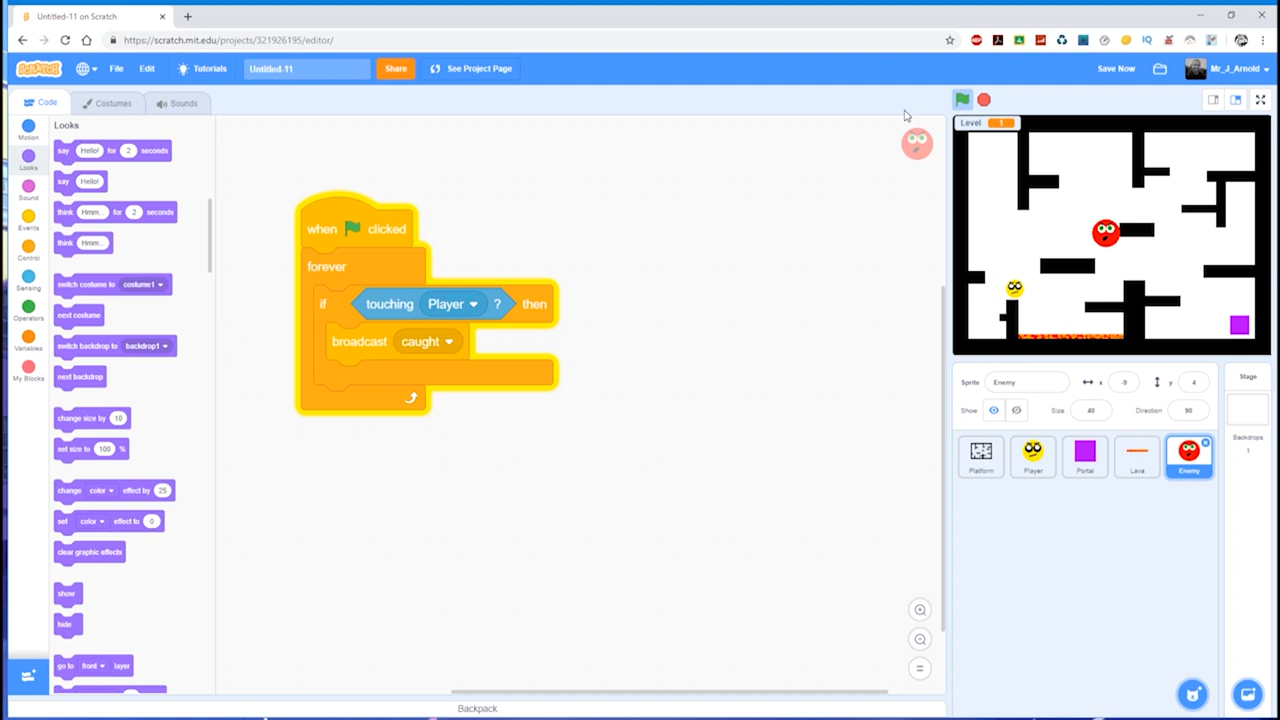 Untitled-11 on Scratch
https://scratch.mit.edu/projects/321926195/editor/
IQ
SCRATCH
File
Edit
Tutorials
Untitled-11
Share
See Project Page
Save Now
Mr_J_Arnold
Code
Costumes
Sounds
Motion
Looks
Sound
Events
Control
Sensing
Operators
Variables
My Blocks
Looks
say Hello! for 2 seconds
say Hello!
think Hmm... for 2 seconds
think Hmm...
switch costume to costume1
next costume
switch backdrop to backdrop1
next backdrop
change size by 10
set size to 100 %
change color effect by 25
set color effect to 0
clear graphic effects
show
hide
go to front layer
when clicked
forever
if touching Player ? then
broadcast caught
Level 1
Sprite Enemy x -9 y 4
Show Size 40 Direction 90
Platform
Player
Portal
Lava
Enemy
Stage
Backdrops
1
Backpack